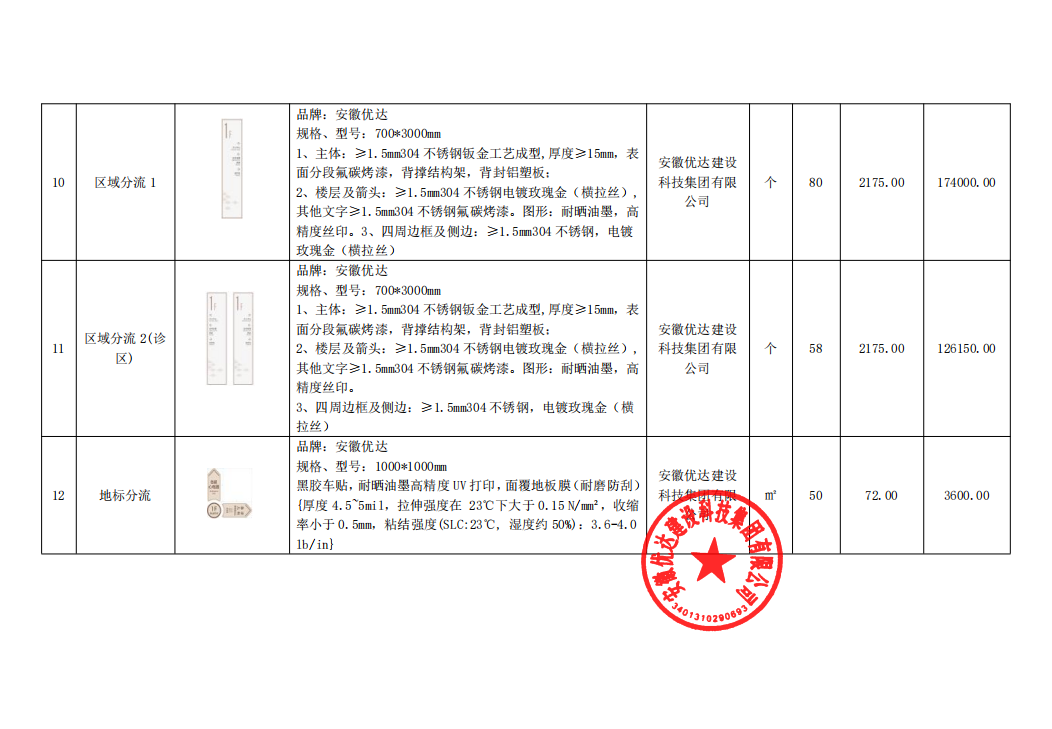 10
区域分流 1
品牌：安徽优达
规格、型号：700*3000mm
1、主体：≥1.5mm304 不锈钢钣金工艺成型,厚度≥15mm，表
面分段氟碳烤漆，背撑结构架，背封铝塑板；
2、楼层及箭头：≥1.5mm304 不锈钢电镀玫瑰金（横拉丝）,
其他文字≥1.5mm304 不锈钢氟碳烤漆。图形：耐晒油墨，高
精度丝印。3、四周边框及侧边：≥1.5mm304 不锈钢，电镀
玫瑰金（横拉丝）
安徽优达建设
科技集团有限
公司
个
80
2175.00
174000.00
11
区域分流 2(诊
区)
品牌：安徽优达
规格、型号：700*3000mm
1、主体：≥1.5mm304 不锈钢钣金工艺成型,厚度≥15mm，表
面分段氟碳烤漆，背撑结构架，背封铝塑板；
2、楼层及箭头：≥1.5mm304 不锈钢电镀玫瑰金（横拉丝）,
其他文字≥1.5mm304 不锈钢氟碳烤漆。图形：耐晒油墨，高
精度丝印。
3、四周边框及侧边：≥1.5mm304 不锈钢，电镀玫瑰金（横
拉丝）
安徽优达建设
科技集团有限
公司
个
58
2175.00
126150.00
12
地标分流
品牌：安徽优达
规格、型号：1000*1000mm
黑胶车贴，耐晒油墨高精度 UV 打印，面覆地板膜（耐磨防刮）
{厚度 4.5~5mil，拉伸强度在 23℃下大于 0.15 N/mm²，收缩
率小于 0.5mm，粘结强度(SLC:23℃, 湿度约 50%)：3.6-4.0
lb/in}
安徽优达建设
科技集团有限
m²
50
72.00
3600.00
安徽优达建设科技集团有限公司
3401310290693